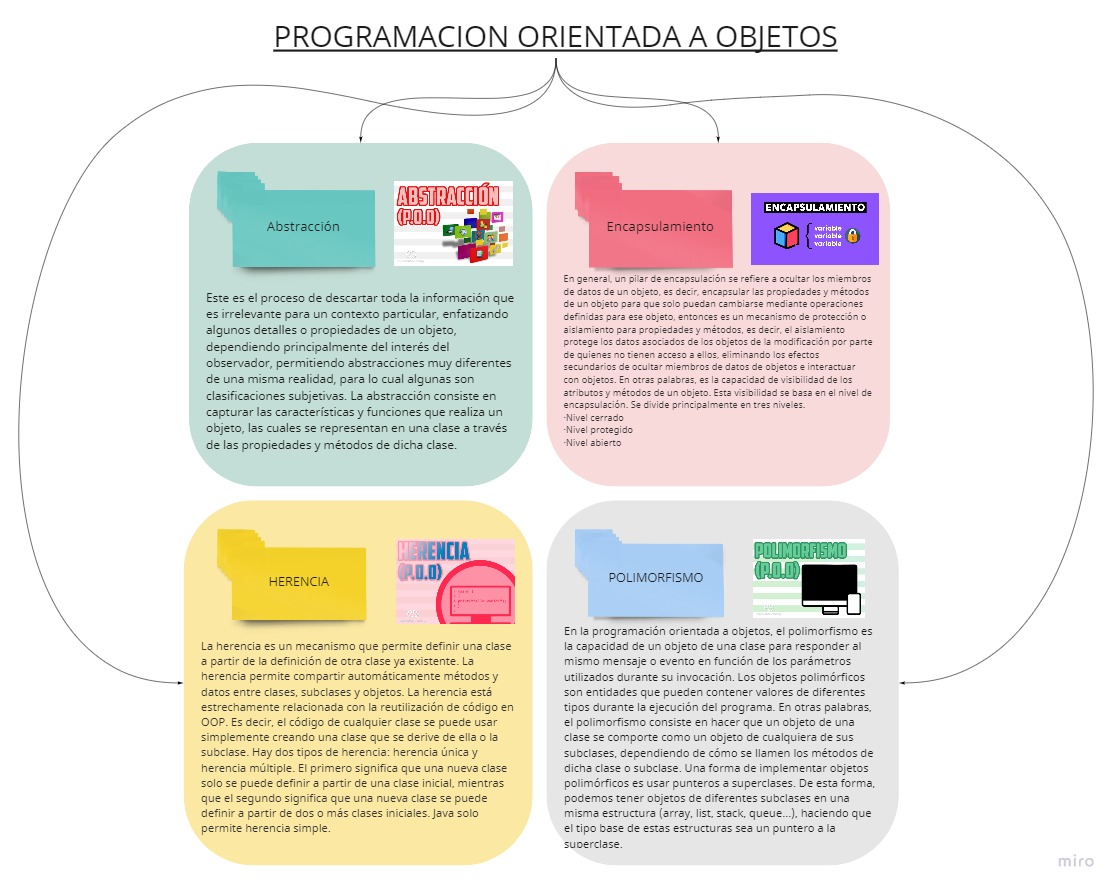 PROGRAMACION ORIENTADA A OBJETOS
Abstracción
ABSTRACCIÓN
(P.O.O)
Este es el proceso de descartar toda la información que
es irrelevante para un contexto particular, enfatizando
algunos detalles o propiedades de un objeto,
dependiendo principalmente del interés del
observador, permitiendo abstracciones muy diferentes
de una misma realidad, para lo cual algunas son
clasificaciones subjetivas. La abstracción consiste en
capturar las características y funciones que realiza un
objeto, las cuales se representan en una clase a través
de las propiedades y métodos de dicha clase.
Encapsulamiento
ENCAPSULAMIENTO
variable
variable
variable
En general, un pilar de encapsulación se refiere a ocultar los miembros
de datos de un objeto, es decir, encapsular las propiedades y métodos
de un objeto para que solo puedan cambiarse mediante operaciones
definidas para ese objeto, entonces es un mecanismo de protección o
aislamiento para propiedades y métodos, es decir, el aislamiento
protege los datos asociados de los objetos de la modificación por parte
de quienes no tienen acceso a ellos, eliminando los efectos
secundarios de ocultar miembros de datos de objetos e interactuar
con objetos. En otras palabras, es la capacidad de visibilidad de los
atributos y métodos de un objeto. Esta visibilidad se basa en el nivel de
encapsulación. Se divide principalmente en tres niveles.
·Nivel cerrado
·Nivel protegido
·Nivel abierto
HERENCIA
HERENCIA
(P.O.O)
La herencia es un mecanismo que permite definir una clase
a partir de la definición de otra clase ya existente. La
herencia permite compartir automáticamente métodos y
datos entre clases, subclases y objetos. La herencia está
estrechamente relacionada con la reutilización de código en
OOP. Es decir, el código de cualquier clase se puede usar
simplemente creando una clase que se derive de ella o la
subclase. Hay dos tipos de herencia: herencia única y
herencia múltiple. El primero significa que una nueva clase
solo se puede definir a partir de una clase inicial, mientras
que el segundo significa que una nueva clase se puede
definir a partir de dos o más clases iniciales. Java solo
permite herencia simple.
POLIMORFISMO
POLIMORFISMO
(P.O.O)
En la programación orientada a objetos, el polimorfismo es
la capacidad de un objeto de una clase para responder al
mismo mensaje o evento en función de los parámetros
utilizados durante su invocación. Los objetos polimórficos
son entidades que pueden contener valores de diferentes
tipos durante la ejecución del programa. En otras palabras,
el polimorfismo consiste en hacer que un objeto de una
clase se comporte como un objeto de cualquiera de sus
subclases, dependiendo de cómo se llamen los métodos de
dicha clase o subclase. Una forma de implementar objetos
polimórficos es usar punteros a superclases. De esta forma,
podemos tener objetos de diferentes subclases en una
misma estructura (array, list, stack, queue...), haciendo que
el tipo base de estas estructuras sea un puntero a la
superclase.
miro